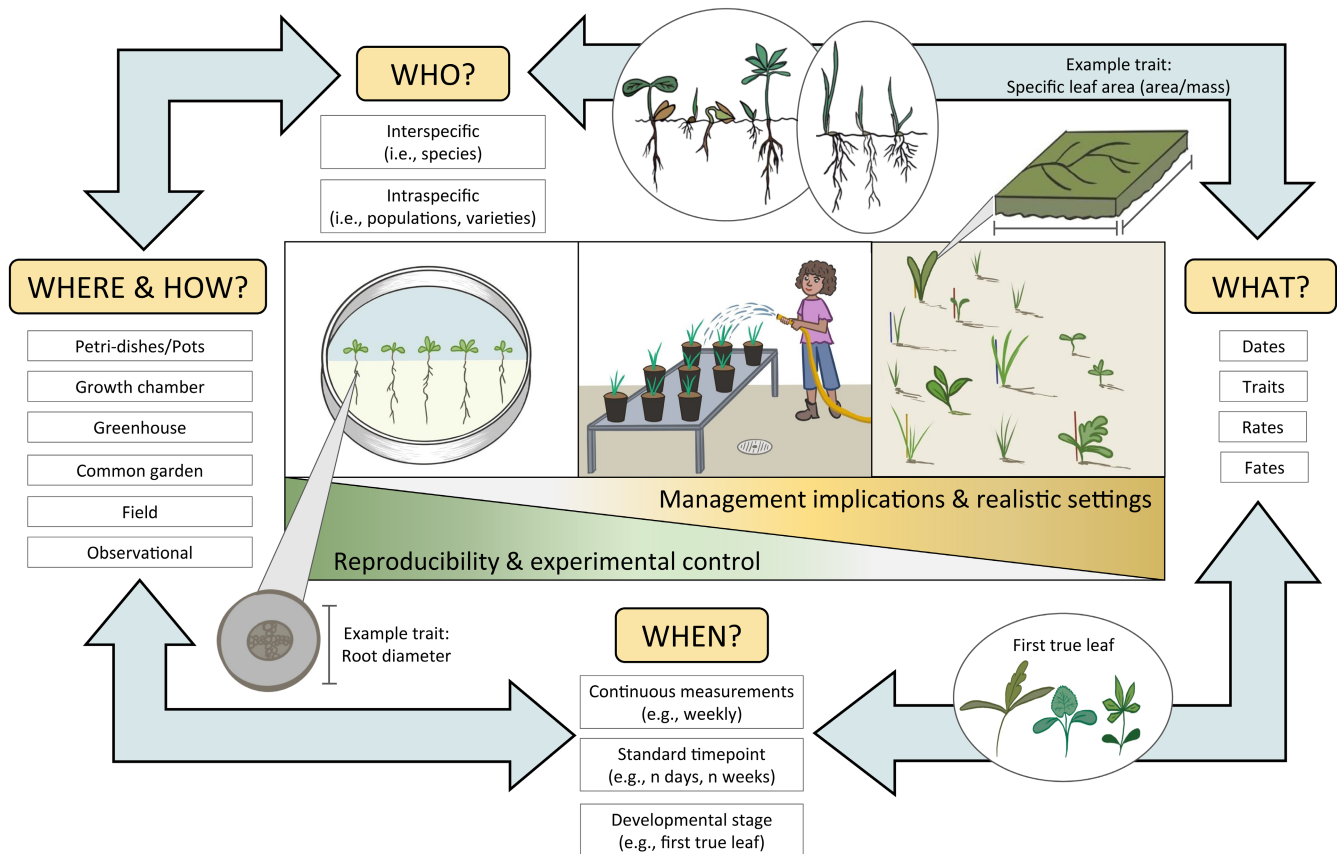 WHO?
Interspecific
(i.e., species)
Intraspecific
(i.e., populations, varieties)
Example trait:
Specific leaf area (area/mass)
WHERE & HOW?
Petri-dishes/Pots
Growth chamber
Greenhouse
Common garden
Field
Observational
WHAT?
Dates
Traits
Rates
Fates
Management implications & realistic settings
Reproducibility & experimental control
Example trait:
Root diameter
WHEN?
Continuous measurements
(e.g., weekly)
Standard timepoint
(e.g., n days, n weeks)
Developmental stage
(e.g., first true leaf)
First true leaf